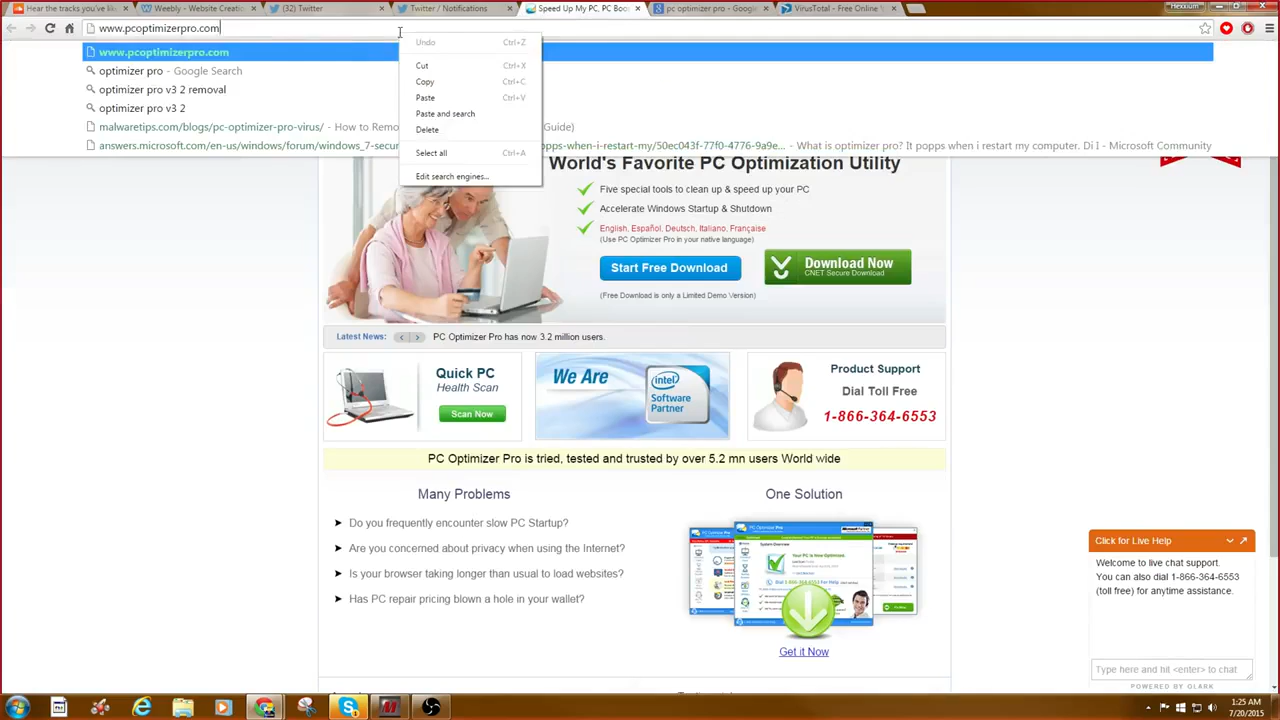 Hear the tracks you've lik
Weebly - Website Creation
(32) Twitter
Twitter / Notifications
Speed Up My PC, PC Boo
pc optimizer pro - Google
VirusTotal - Free Online
Hexxium
www.pcoptimizerpro.com
www.pcoptimizerpro.com
optimizer pro - Google Search
optimizer pro v3 2 removal
optimizer pro v3 2
malwaretips.com/blogs/pc-optimizer-pro-virus/ - How to Remo
Guide)
answers.microsoft.com/en-us/windows/forum/windows_7-secur
opps-when-i-restart-my/50ec043f-77f0-4776-9a9e... - What is optimizer pro? It popps when i restart my computer. Di I - Microsoft Community
Undo Ctrl+Z
Cut Ctrl+X
Copy Ctrl+C
Paste Ctrl+V
Paste and search
Delete
Select all Ctrl+A
Edit search engines...
World's Favorite PC Optimization Utility
Five special tools to clean up & speed up your PC
Accelerate Windows Startup & Shutdown
English, Español, Deutsch, Italiano, Française
(Use PC Optimizer Pro in your native language)
Start Free Download
Download Now
CNET Secure Download
(Free Download is only a Limited Demo Version)
Latest News: PC Optimizer Pro has now 3.2 million users.
Quick PC
Health Scan
Scan Now
We Are
intel
Software
Partner
Product Support
Dial Toll Free
1-866-364-6553
PC Optimizer Pro is tried, tested and trusted by over 5.2 mn users World wide
Many Problems
Do you frequently encounter slow PC Startup?
Are you concerned about privacy when using the Internet?
Is your browser taking longer than usual to load websites?
Has PC repair pricing blown a hole in your wallet?
One Solution
Get it Now
Click for Live Help
Welcome to live chat support.
You can also dial 1-866-364-6553
(toll free) for anytime assistance.
Type here and hit <enter> to chat
POWERED BY OLARK
1:25 AM
7/20/2015